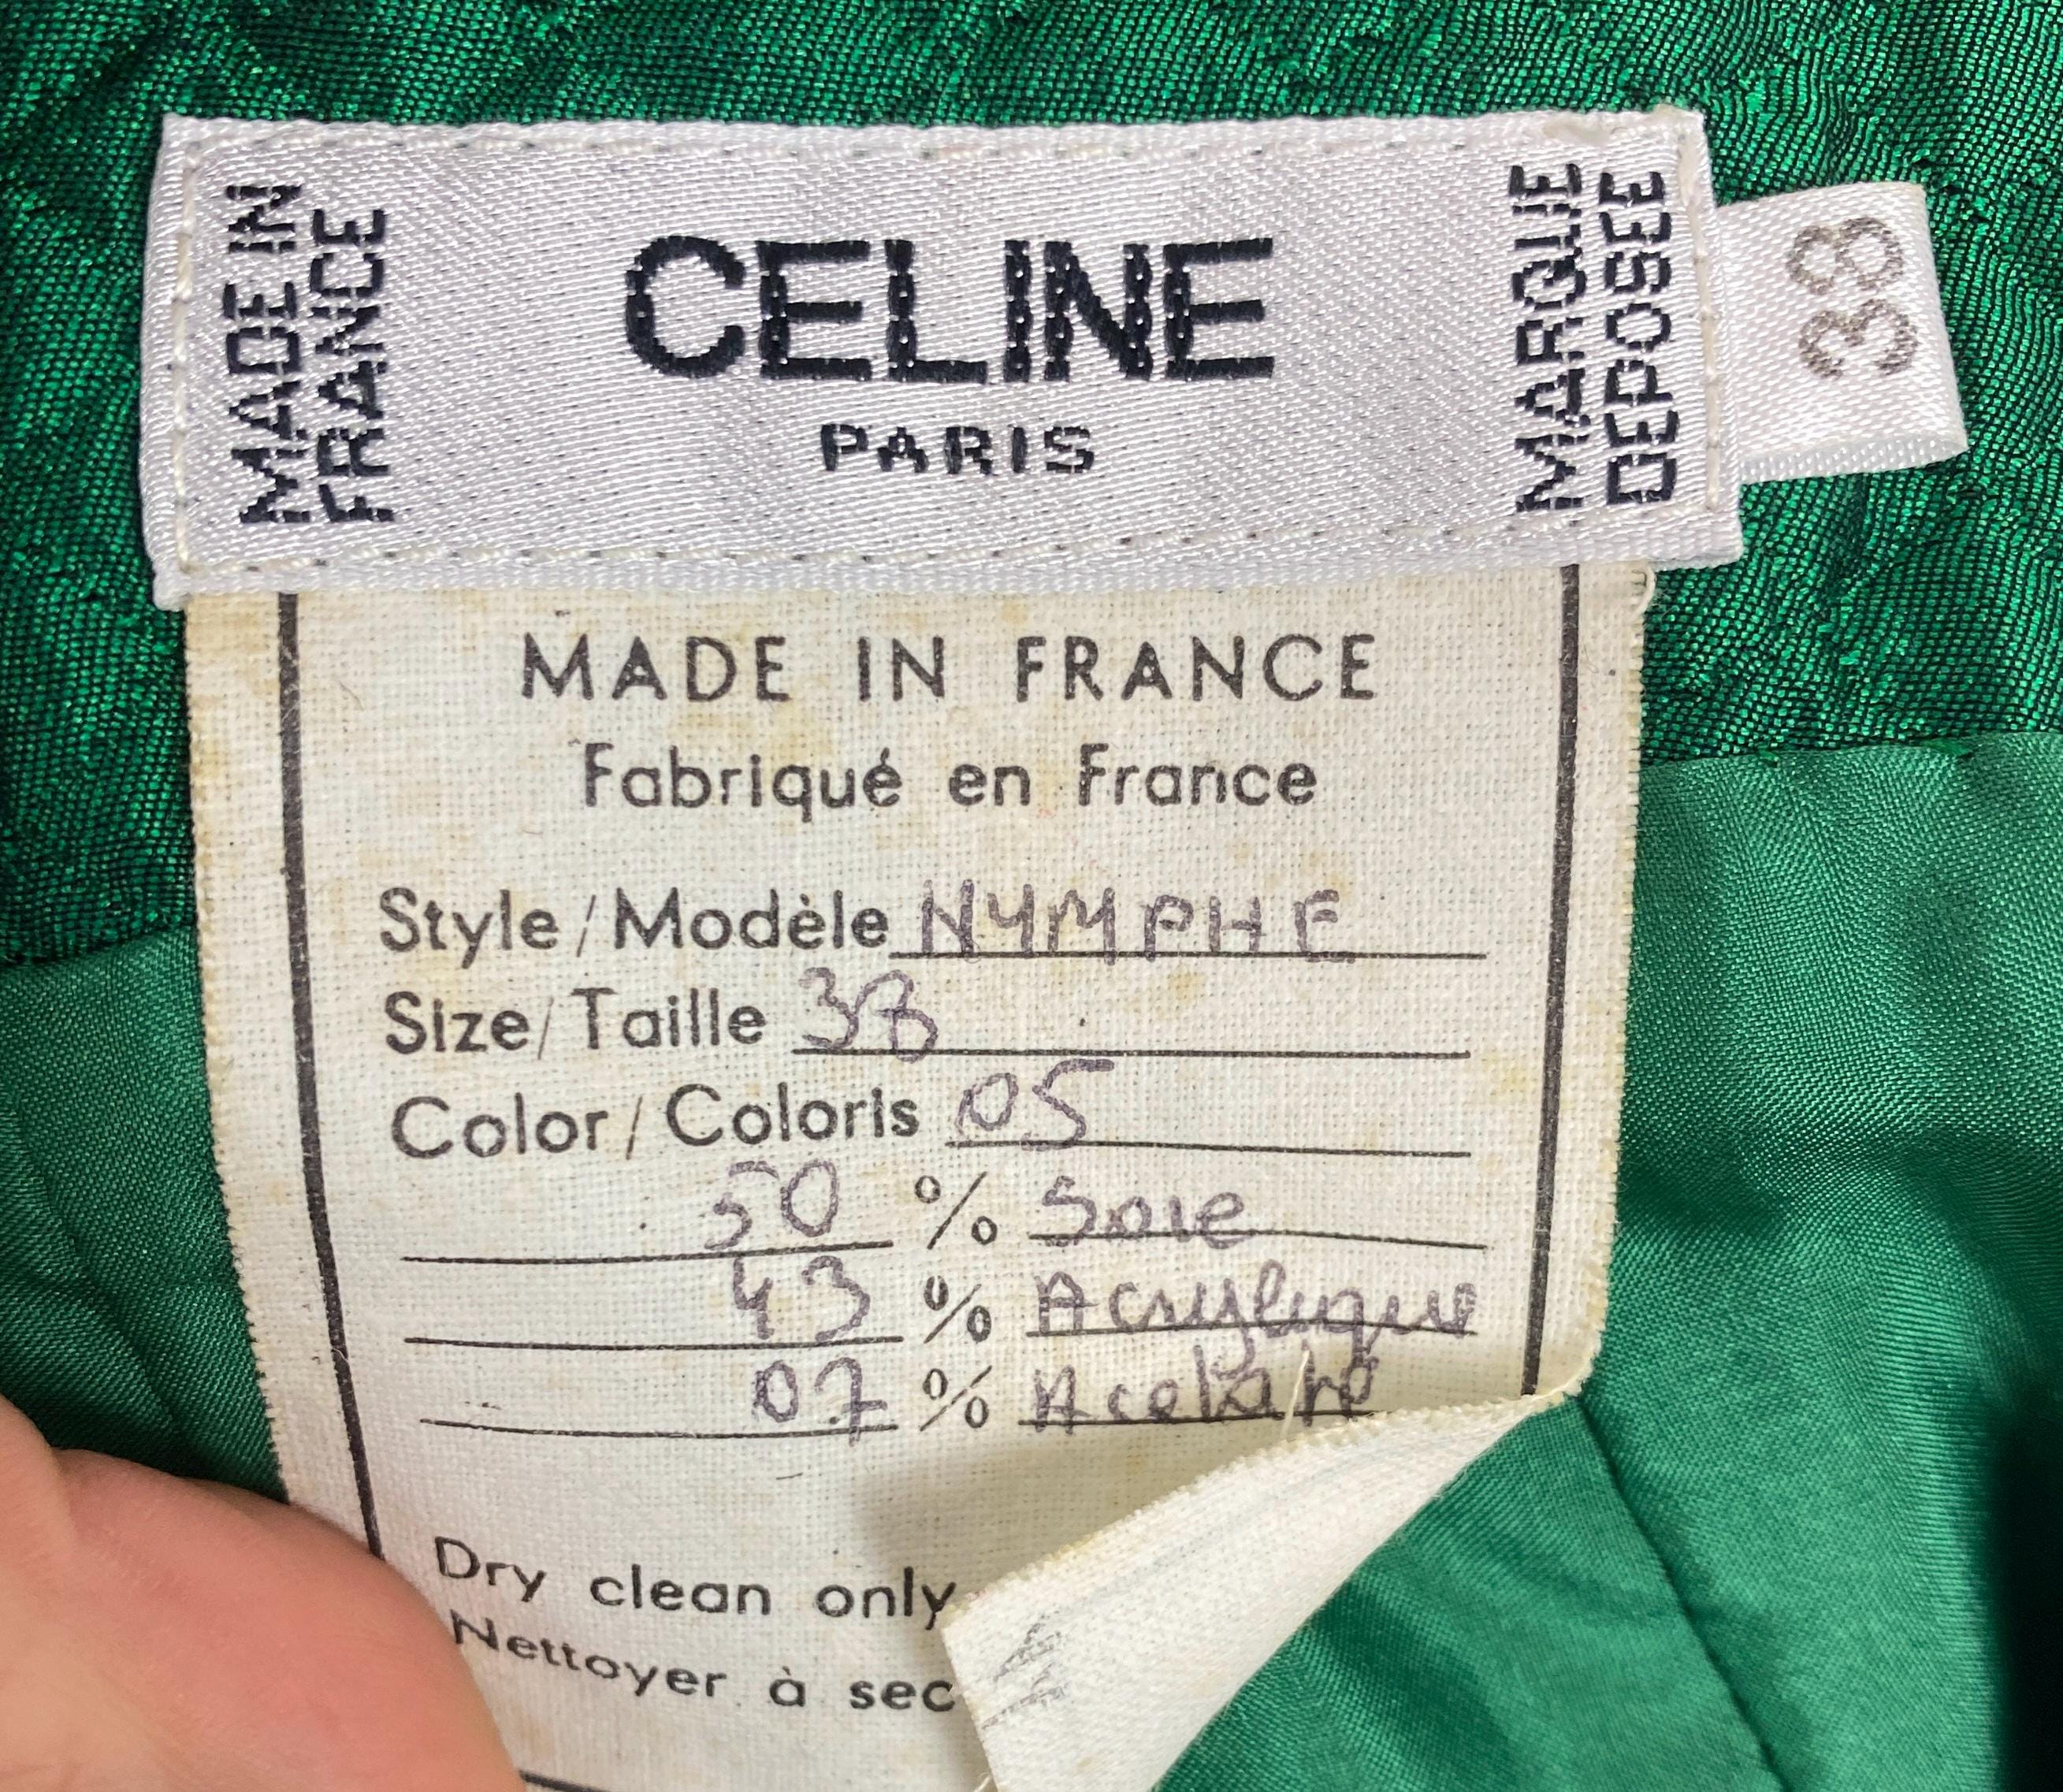 MADE IN
FRANCE
CELINE
PARIS
MARQUE
DEPOSEE
38
MADE IN FRANCE
Fabriqué en France
Style/Modèle NYMPHE
Size/Taille 38
Color/Coloris 05
50 % Soie
43 % Acrylique
07 % Acetate
Dry clean only
Nettoyer à sec